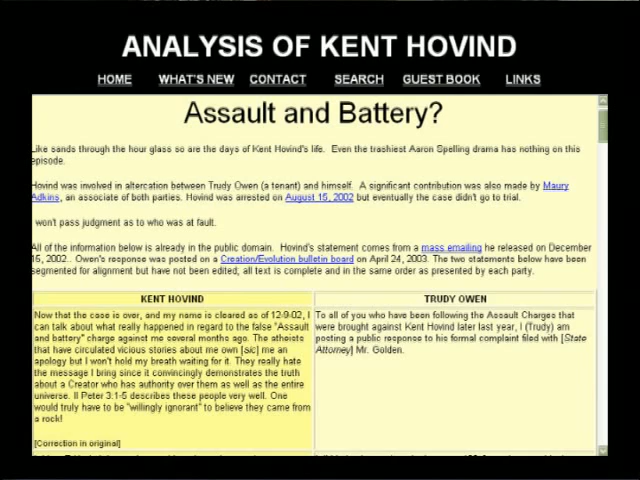 ANALYSIS OF KENT HOVIND
HOME WHAT'S NEW CONTACT SEARCH GUEST BOOK LINKS
Assault and Battery?
Like sands through the hour glass so are the days of Kent Hovind's life. Even the trashiest Aaron Spelling drama has nothing on this
episode.
Hovind was involved in altercation between Trudy Owen (a tenant) and himself. A significant contribution was also made by Maury
Adkins, an associate of both parties. Hovind was arrested on August 15, 2002 but eventually the case didn't go to trial.
won't pass judgment as to who was at fault.
All of the information below is already in the public domain. Hovind's statement comes from a mass emailing he released on December
15, 2002.. Owen's response was posted on a Creation/Evolution bulletin board on April 24, 2003. The two statements below have been
segmented for alignment but have not been edited; all text is complete and in the same order as presented by each party.
KENT HOVIND
Now that the case is over, and my name is cleared as of 12-9-02, I
can talk about what really happened in regard to the false "Assault
and battery" charge against me several months ago. The atheists
that have circulated vicious stories about me own [sic] me an
apology but I won't hold my breath waiting for it. They really hate
the message I bring since it convincingly demonstrates the truth
about a Creator who has authority over them as well as the entire
universe. II Peter 3:1-5 describes these people very well. One
would truly have to be "willingly ignorant" to believe they came from
a rock!
[Correction in original]
TRUDY OWEN
To all of you who have been following the Assault Charges that
were brought against Kent Hovind later last year, I (Trudy) am
posting a public response to his formal complaint filed with [State
Attorney] Mr. Golden.